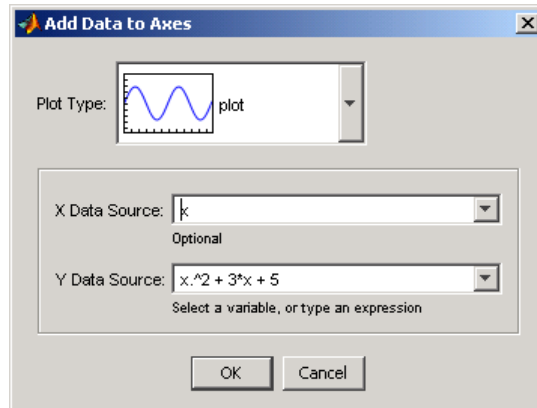 Add Data to Axes
Plot Type: plot
X Data Source: x
Optional
Y Data Source: x.^2 + 3*x + 5
Select a variable, or type an expression
OK Cancel